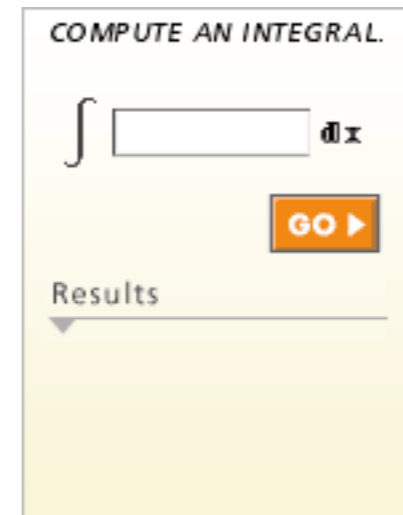 COMPUTE AN INTEGRAL.
∫ dx
GO
Results